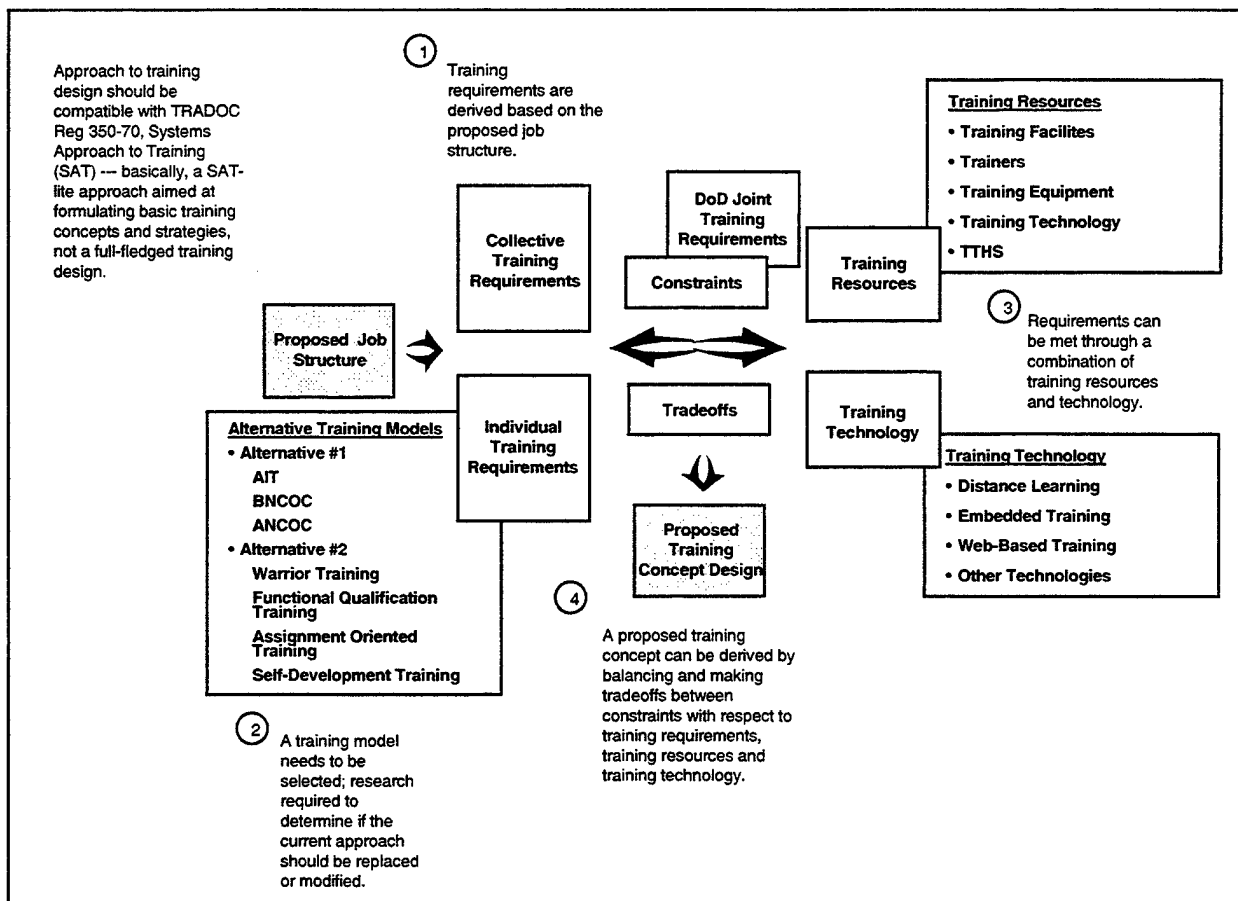 Approach to training
design should be
compatible with TRADOC
Reg 350-70, Systems
Approach to Training
(SAT) --- basically, a SAT-
lite approach aimed at
formulating basic training
concepts and strategies,
not a full-fledged training
design.
1
Training
requirements are
derived based on the
proposed job
structure.
Collective
Training
Requirements
DoD Joint
Training
Requirements
Constraints
Training
Resources
Training Resources
• Training Facilites
• Trainers
• Training Equipment
• Training Technology
• TTHS
3
Requirements can
be met through a
combination of
training resources
and technology.
Proposed Job
Structure
Individual
Training
Requirements
Tradeoffs
Training
Technology
Alternative Training Models
• Alternative #1
AIT
BNCOC
ANCOC
• Alternative #2
Warrior Training
Functional Qualification
Training
Assignment Oriented
Training
Self-Development Training
Training Technology
• Distance Learning
• Embedded Training
• Web-Based Training
• Other Technologies
Proposed
Training
Concept Design
2
A training model
needs to be
selected; research
required to
determine if the
current approach
should be replaced
or modified.
4
A proposed training
concept can be derived by
balancing and making
tradeoffs between
constraints with respect to
training requirements,
training resources and
training technology.